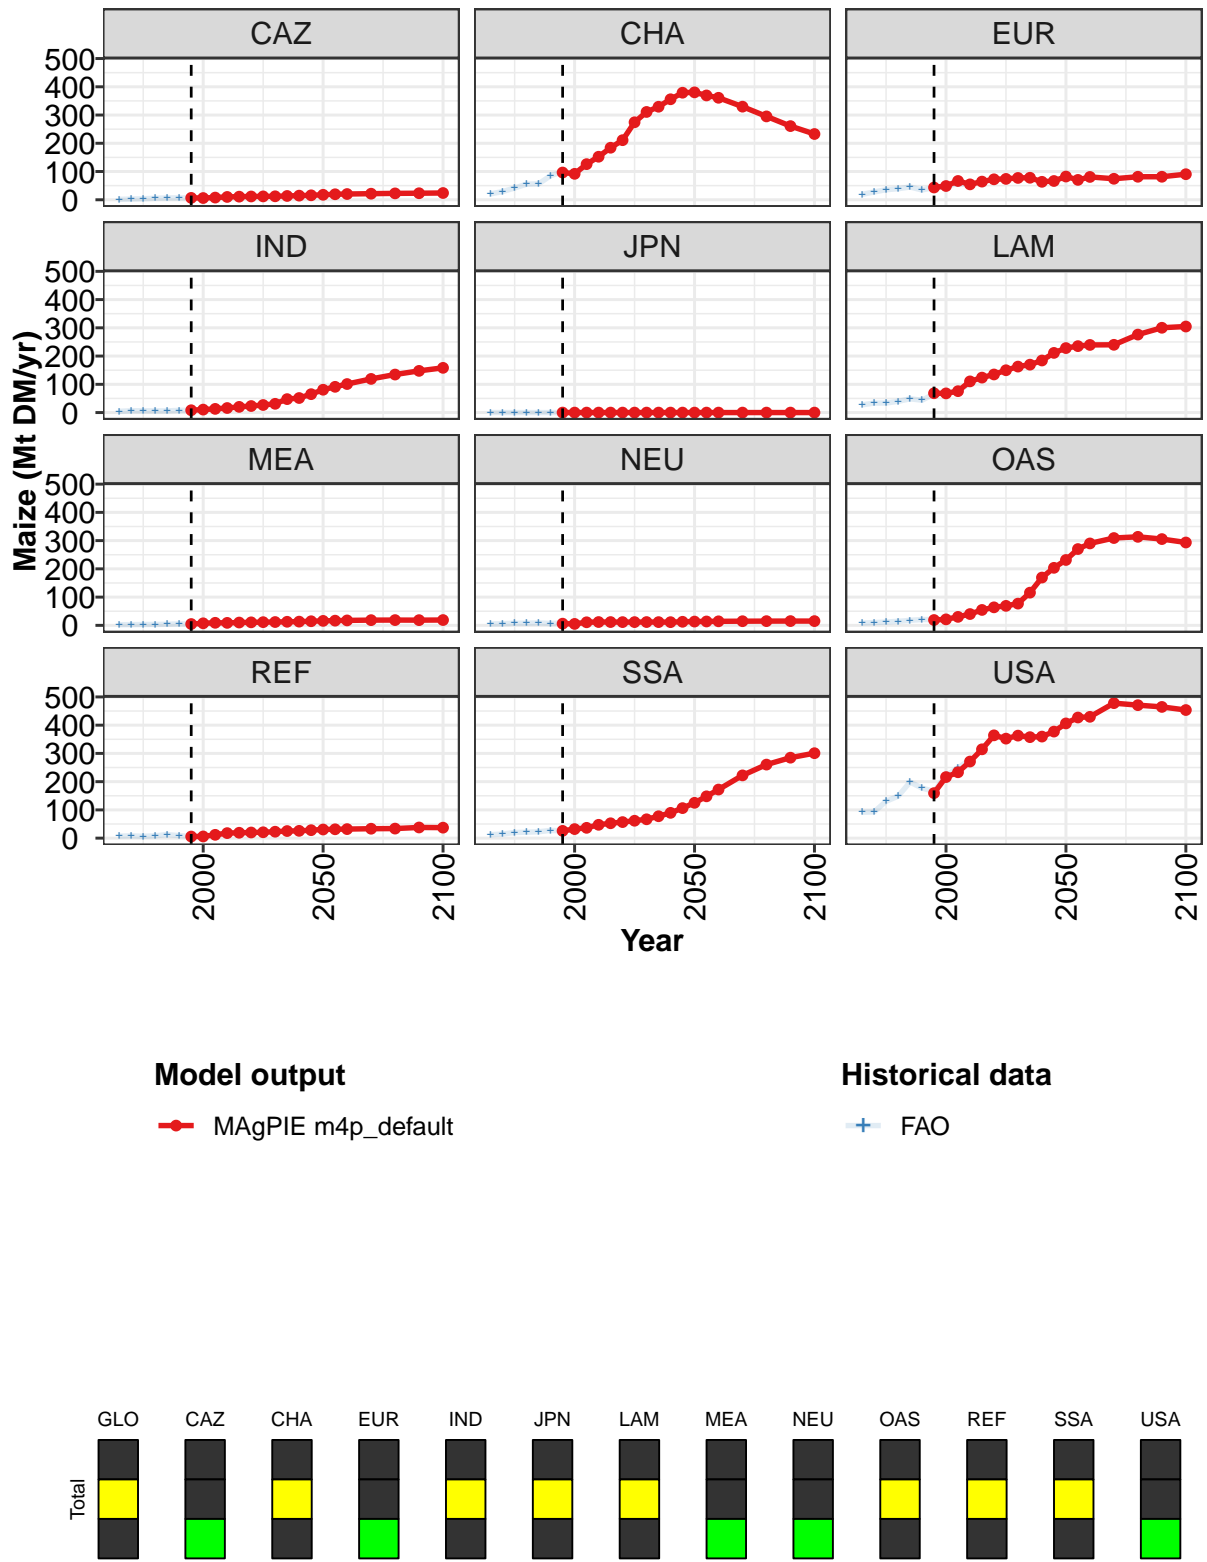 CAZ CHA EUR
500
400
300
200
100
0
IND JPN LAM
500
400
300
200
100
0
MEA NEU OAS
500
400
300
200
100
0
REF SSA USA
500
400
300
200
100
0
Maize (Mt DM/yr)
2000 2050 2100 2000 2050 2100 2000 2050 2100
Year
Model output
MAgPIE m4p_default
Historical data
FAO
GLO CAZ CHA EUR IND JPN LAM MEA NEU OAS REF SSA USA
Total